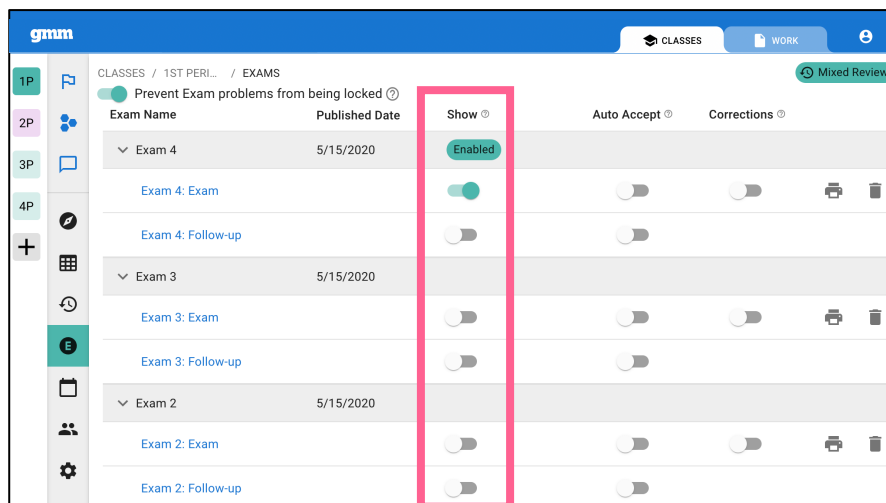 gmm
CLASSES
WORK
1P
2P
3P
4P
CLASSES / 1ST PERI... / EXAMS
Mixed Review
Prevent Exam problems from being locked ?
Exam Name Published Date Show ? Auto Accept ? Corrections ?
Exam 4 5/15/2020 Enabled
Exam 4: Exam
Exam 4: Follow-up
Exam 3 5/15/2020
E
Exam 3: Exam
Exam 3: Follow-up
Exam 2 5/15/2020
Exam 2: Exam
Exam 2: Follow-up